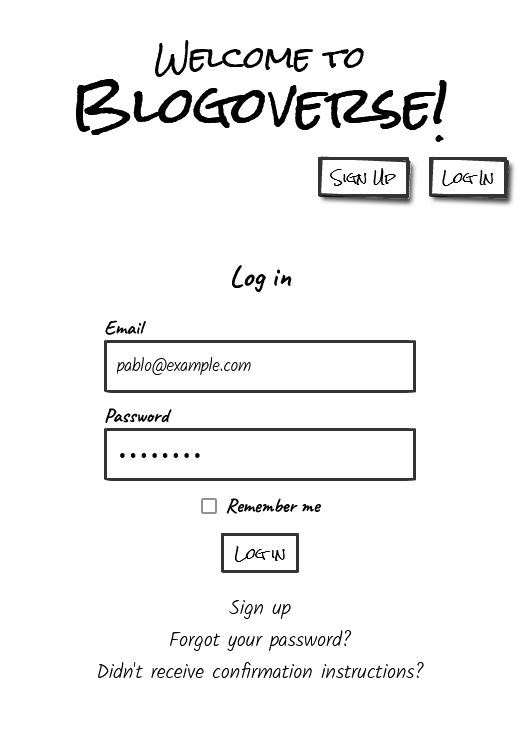 Welcome to
Blogoverse!
Sign Up Log In
Log in
Email
pablo@example.com
Password
••••••••
Remember me
Log in
Sign up
Forgot your password?
Didn't receive confirmation instructions?